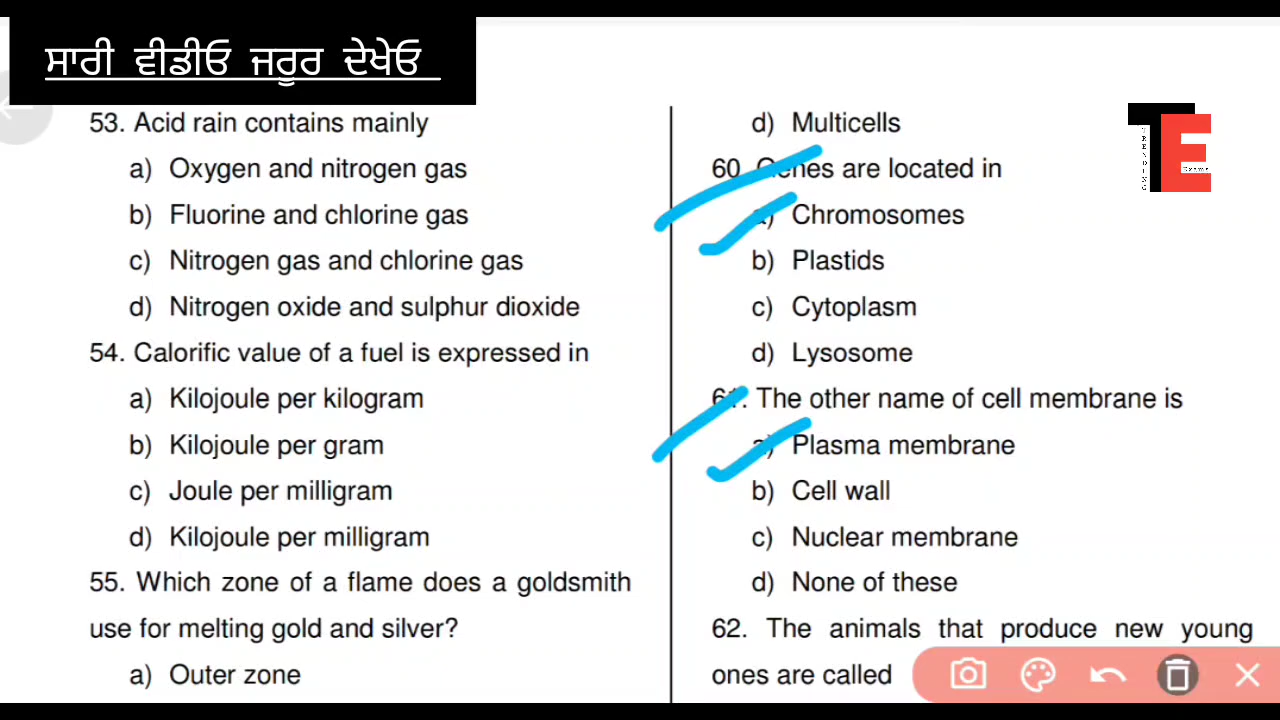 ਸਾਰੀ ਵੀਡੀਓ ਜਰੂਰ ਦੇਖੇਓ
53. Acid rain contains mainly
a) Oxygen and nitrogen gas
b) Fluorine and chlorine gas
c) Nitrogen gas and chlorine gas
d) Nitrogen oxide and sulphur dioxide
54. Calorific value of a fuel is expressed in
a) Kilojoule per kilogram
b) Kilojoule per gram
c) Joule per milligram
d) Kilojoule per milligram
55. Which zone of a flame does a goldsmith
use for melting gold and silver?
a) Outer zone
d) Multicells
60. Genes are located in
a) Chromosomes
b) Plastids
c) Cytoplasm
d) Lysosome
61. The other name of cell membrane is
a) Plasma membrane
b) Cell wall
c) Nuclear membrane
d) None of these
62. The animals that produce new young
ones are called
TE
TRENDING
Exams